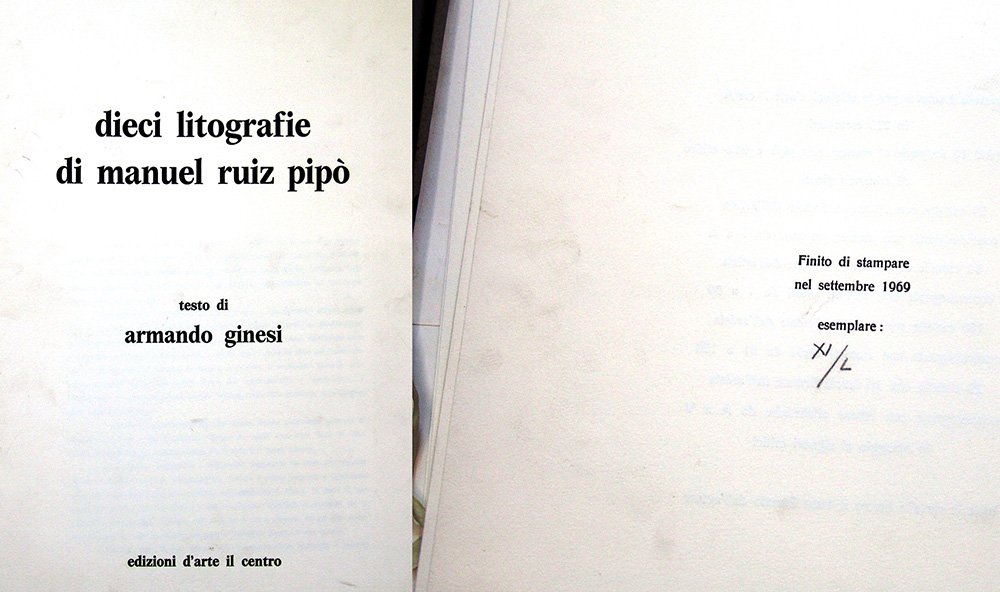 dieci litografie
di manuel ruiz pipò
testo di
armando ginesi
edizioni d'arte il centro
Finito di stampare
nel settembre 1969
esemplare:
XI/L